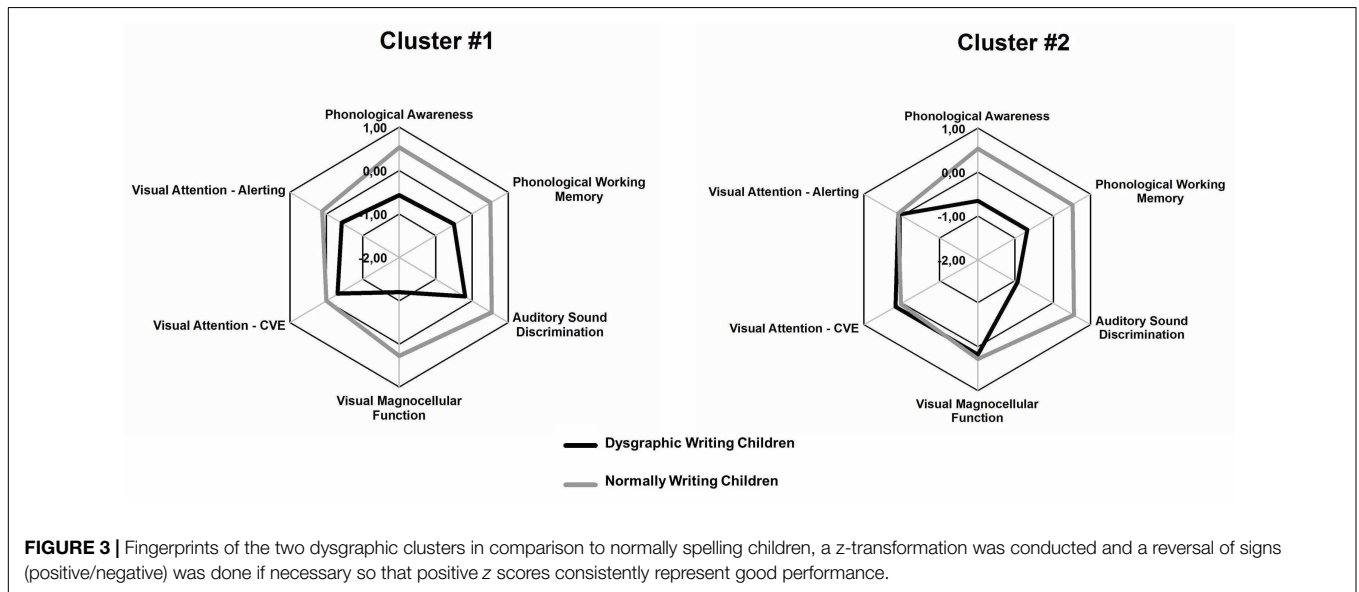 Cluster #1
Phonological Awareness
1,00
Visual Attention - Alerting
0,00
Phonological Working
Memory
-1,00
-2,00
Visual Attention - CVE
Auditory Sound
Discrimination
Visual Magnocellular
Function
Cluster #2
Phonological Awareness
1,00
Visual Attention - Alerting
0,00
Phonological Working
Memory
-1,00
-2,00
Visual Attention - CVE
Auditory Sound
Discrimination
Visual Magnocellular
Function
Dysgraphic Writing Children
Normally Writing Children
FIGURE 3 | Fingerprints of the two dysgraphic clusters in comparison to normally spelling children, a z-transformation was conducted and a reversal of signs
(positive/negative) was done if necessary so that positive z scores consistently represent good performance.